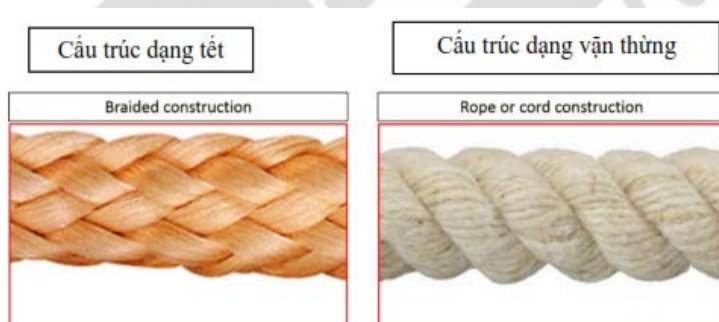 Cấu trúc dạng tết
Cấu trúc dạng vặn thừng
Braided construction
Rope or cord construction